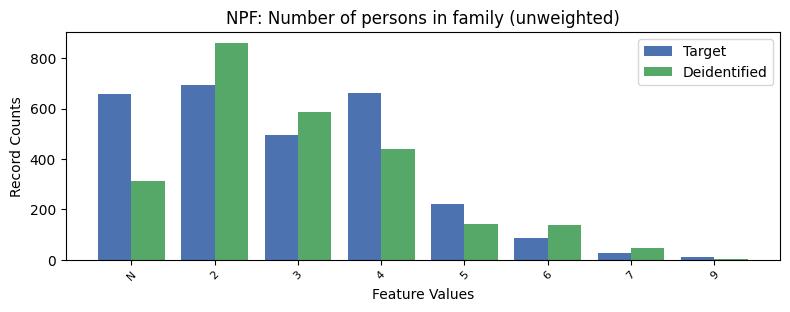 NPF: Number of persons in family (unweighted)
Target
Deidentified
Record Counts
800
600
400
200
0
N 2 3 4 5 6 7 9
Feature Values